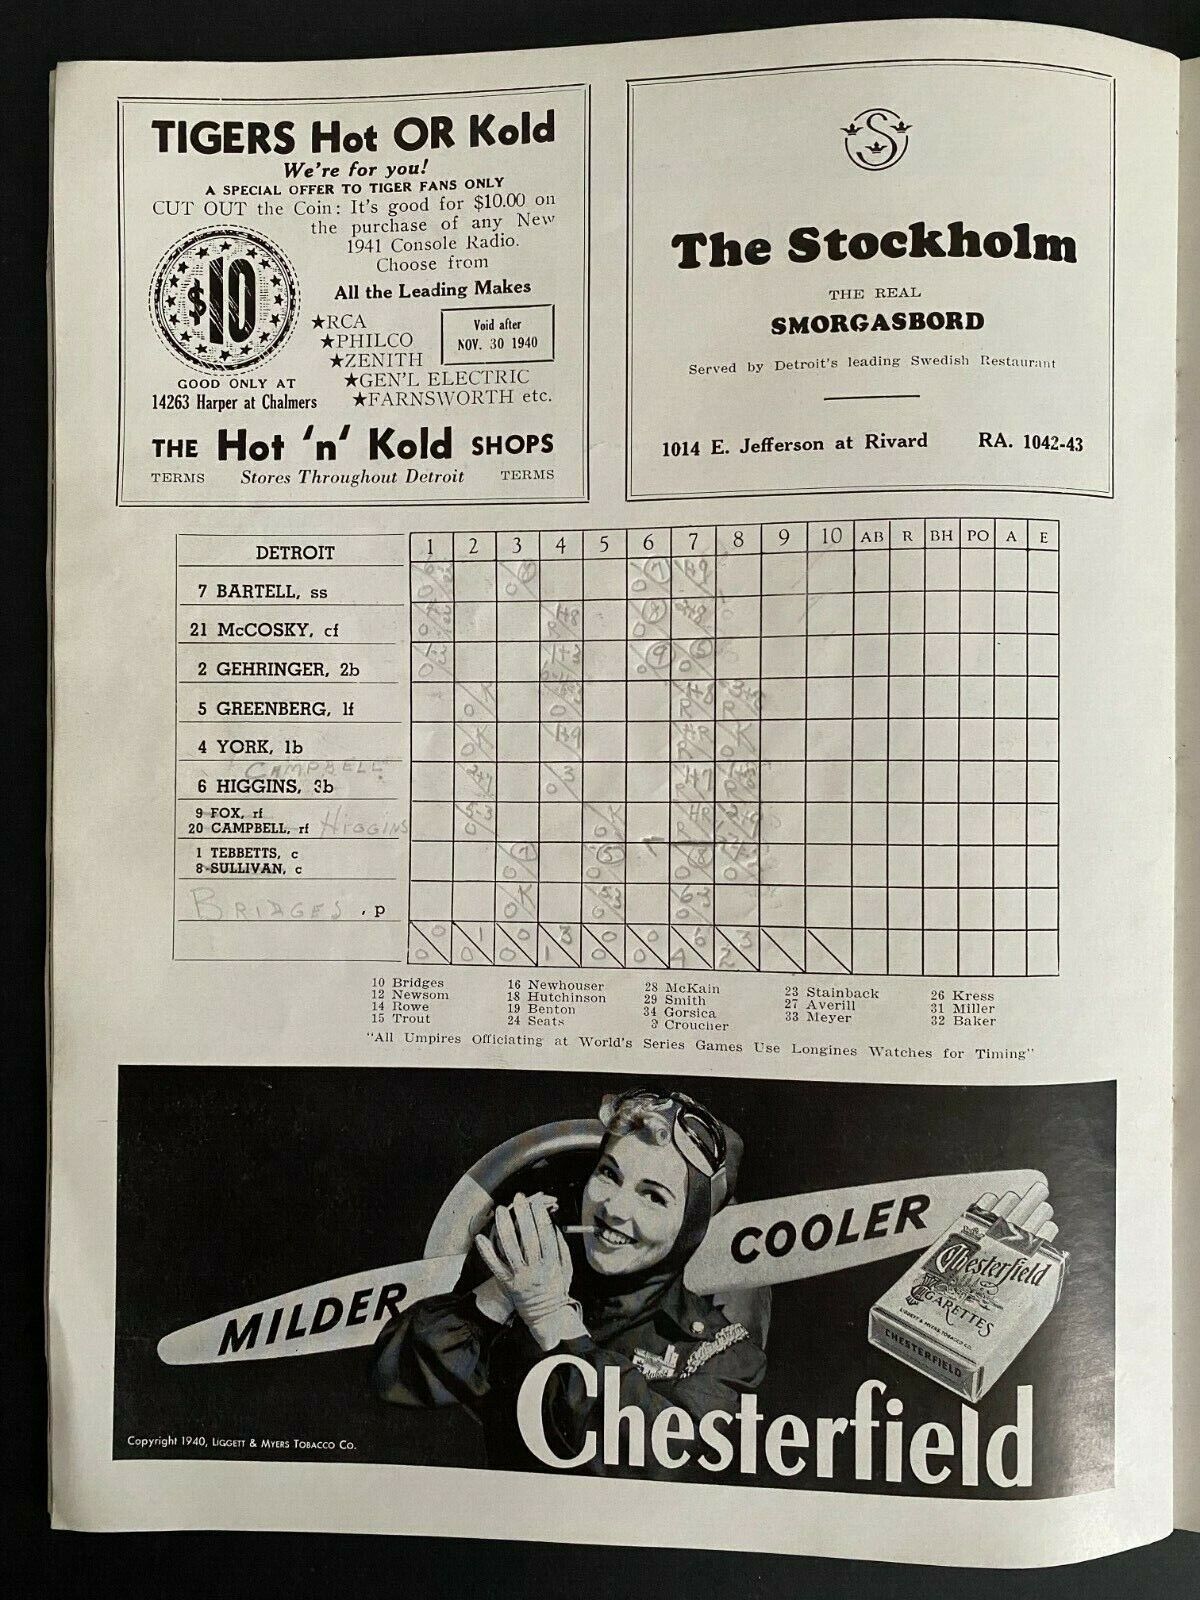 TIGERS Hot OR Kold
We're for you!
A SPECIAL OFFER TO TIGER FANS ONLY
CUT OUT the Coin: It's good for $10.00 on
the purchase of any New
1941 Console Radio.
Choose from
All the Leading Makes
$10
★RCA
★PHILCO
★ZENITH
★GEN'L ELECTRIC
★FARNSWORTH etc.
Void after
NOV. 30 1940
GOOD ONLY AT
14263 Harper at Chalmers
THE Hot 'n' Kold SHOPS
TERMS Stores Throughout Detroit TERMS
S
The Stockholm
THE REAL
SMORGASBORD
Served by Detroit's leading Swedish Restaurant
1014 E. Jefferson at Rivard RA. 1042-43
DETROIT 1 2 3 4 5 6 7 8 9 10 AB R BH PO A E
7 BARTELL, ss
21 McCOSKY, cf
2 GEHRINGER, 2b
5 GREENBERG, lf
4 YORK, 1b
CAMPBELL
6 HIGGINS, 3b
9 FOX, rf
20 CAMPBELL, rf HIGGINS
1 TEBBETTS, c
8 SULLIVAN, c
BRIDGES, p
0 1 0 3 0 0 6 3
0 0 0 1 0 0 4 2
10 Bridges 16 Newhouser 28 McKain 23 Stainback 26 Kress
12 Newsom 18 Hutchinson 29 Smith 27 Averill 31 Miller
14 Rowe 19 Benton 34 Gorsica 33 Meyer 32 Baker
15 Trout 24 Seats 3 Croucher
"All Umpires Officiating at World's Series Games Use Longines Watches for Timing"
MILDER COOLER
Chesterfield
CIGARETTES
LIGGETT & MYERS TOBACCO CO.
CHESTERFIELD
Chesterfield
Copyright 1940, LIGGETT & MYERS TOBACCO CO.